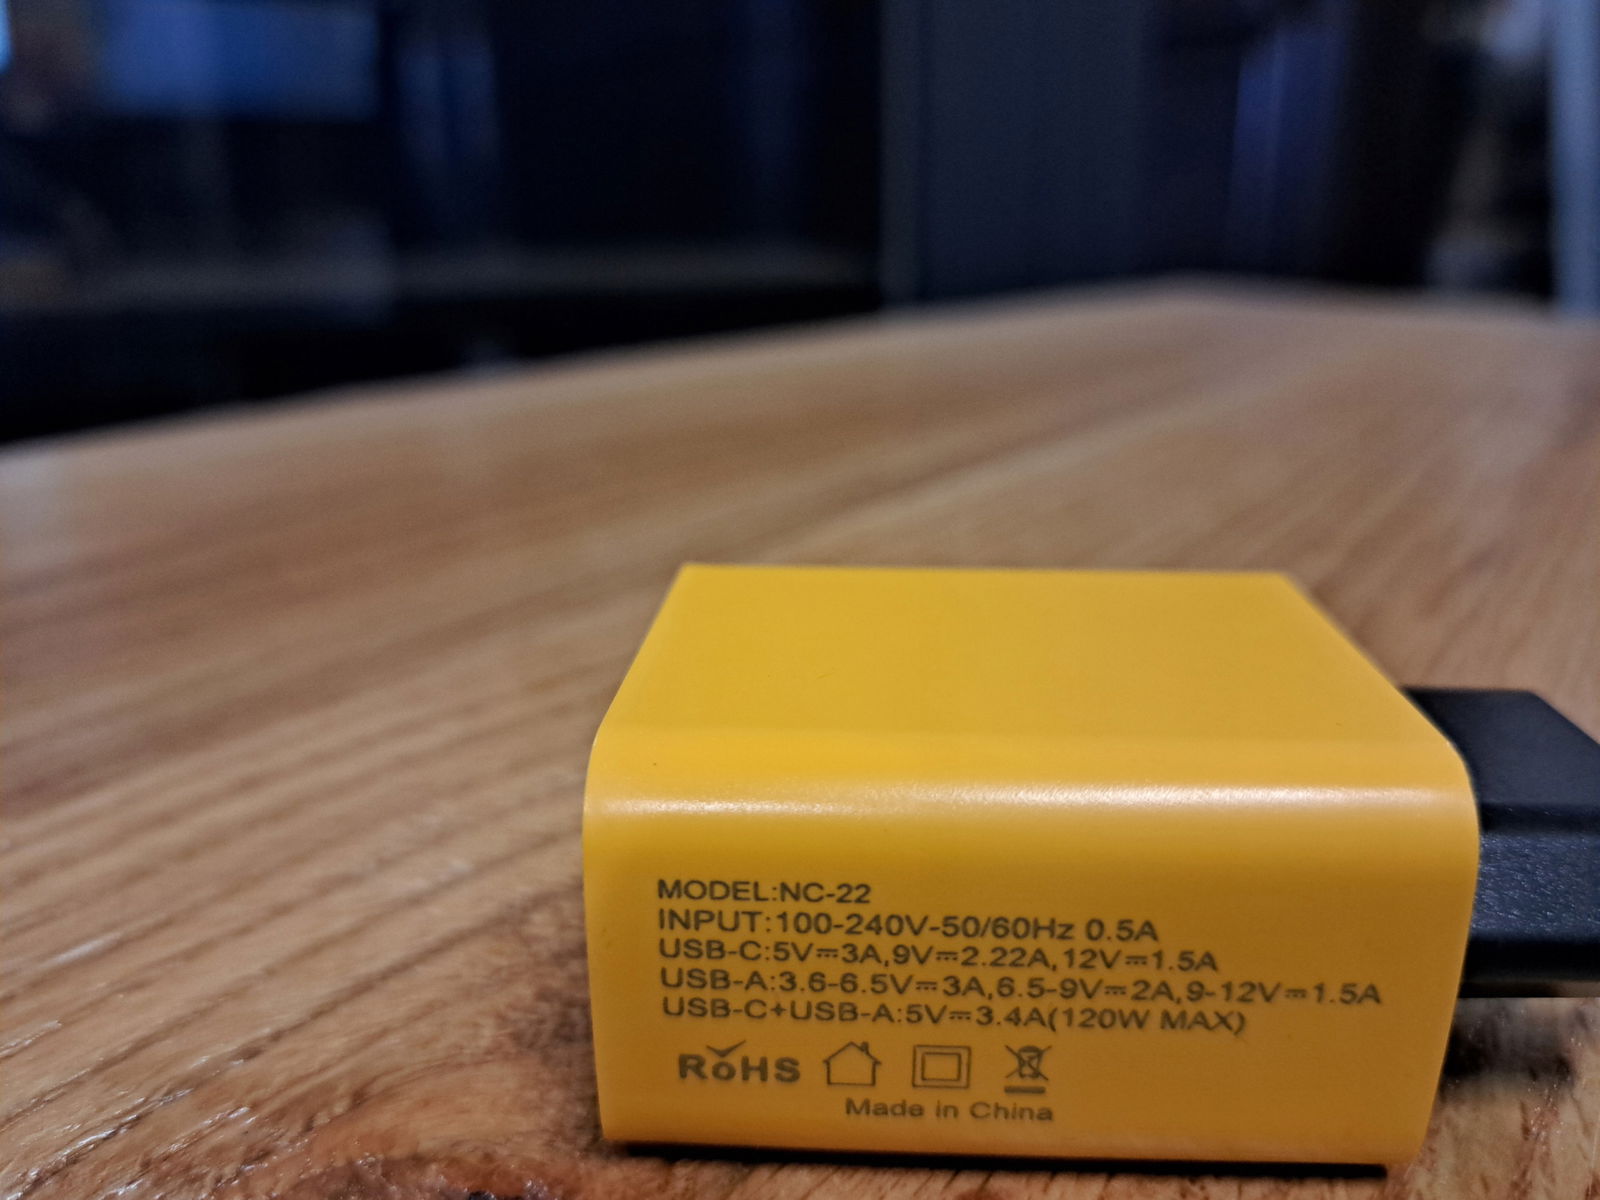 MODEL:NC-22
INPUT:100-240V-50/60Hz 0.5A
USB-C:5V⎓3A,9V⎓2.22A,12V⎓1.5A
USB-A:3.6-6.5V⎓3A,6.5-9V⎓2A,9-12V⎓1.5A
USB-C+USB-A:5V⎓3.4A(120W MAX)
RoHS
Made in China